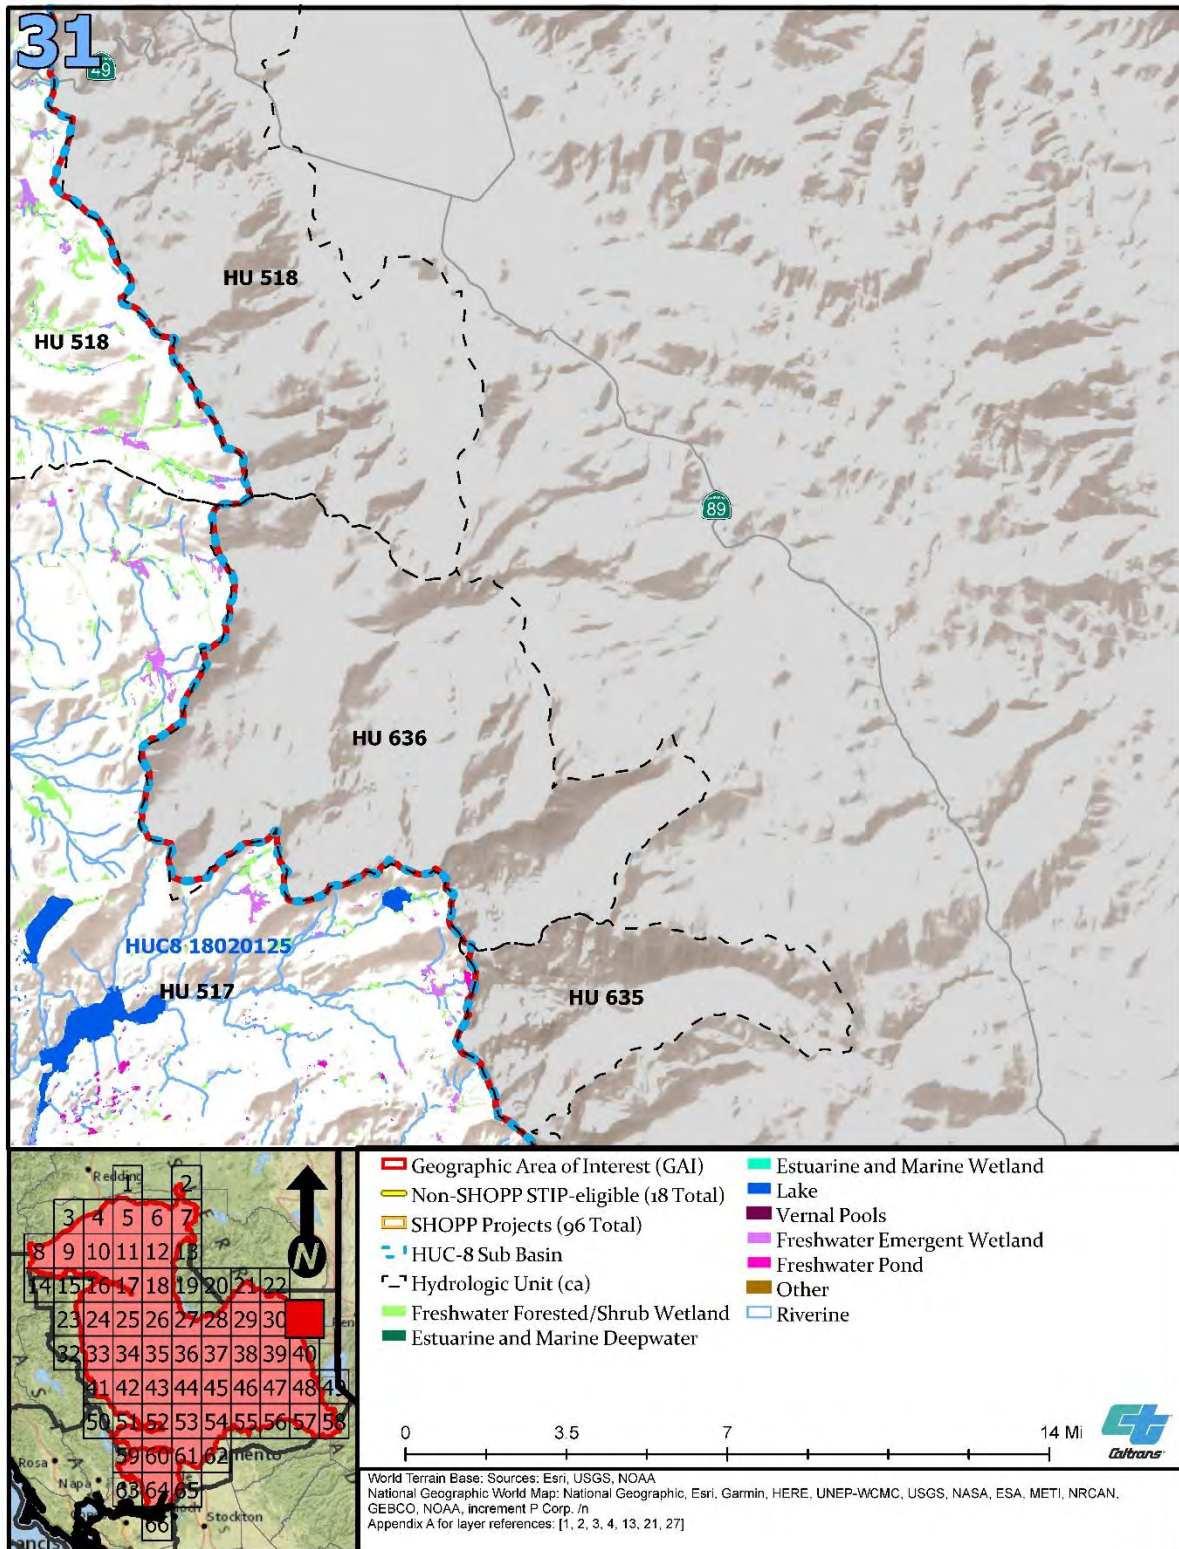 31
49
HU 518
HU 518
89
HU 636
HUC8 18020125
HU 517
HU 635
Redding
1 2
3 4 5 6 7
8 9 10 11 12 13
14 15 16 17 18 19 20 21 22
23 24 25 26 27 28 29 30
32 33 34 35 36 37 38 39 40
41 42 43 44 45 46 47 48 49
50 51 52 53 54 55 56 57 58
59 60 61 62
Rosa
Napa
63 64 65
66
Stockton
N
Geographic Area of Interest (GAI)
Non-SHOPP STIP-eligible (18 Total)
SHOPP Projects (96 Total)
HUC-8 Sub Basin
Hydrologic Unit (ca)
Freshwater Forested/Shrub Wetland
Estuarine and Marine Deepwater
Estuarine and Marine Wetland
Lake
Vernal Pools
Freshwater Emergent Wetland
Freshwater Pond
Other
Riverine
0 3.5 7 14 Mi
Caltrans
World Terrain Base: Sources: Esri, USGS, NOAA
National Geographic World Map: National Geographic, Esri, Garmin, HERE, UNEP-WCMC, USGS, NASA, ESA, METI, NRCAN,
GEBCO, NOAA, increment P Corp. /n
Appendix A for layer references: [1, 2, 3, 4, 13, 21, 27]